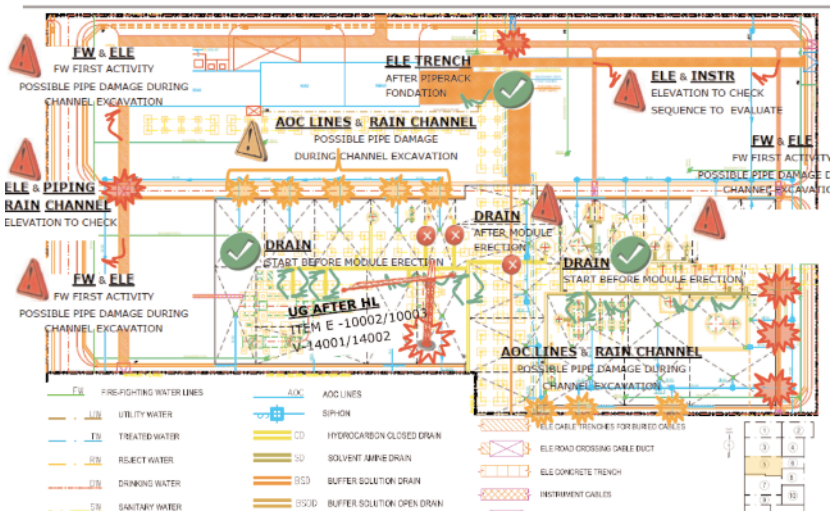 FW & ELE
FW FIRST ACTIVITY
POSSIBLE PIPE DAMAGE DURING
CHANNEL EXCAVATION
ELE TRENCH
AFTER PIPERACK
FONDATION
ELE & INSTR
ELEVATION TO CHECK
SEQUENCE TO EVALUATE
AOC LINES & RAIN CHANNEL
POSSIBLE PIPE DAMAGE
DURING CHANNEL EXCAVATION
FW & ELE
FW FIRST ACTIVITY
POSSIBLE PIPE DAMAGE D
CHANNEL EXCAVATIO
ELE & PIPING
RAIN CHANNEL
ELEVATION TO CHECK
DRAIN
AFTER MODULE
ERECTION
DRAIN
START BEFORE MODULE ERECTION
DRAIN
START BEFORE MODULE ERECTION
FW & ELE
FW FIRST ACTIVITY
POSSIBLE PIPE DAMAGE DURING
CHANNEL EXCAVATION
UG AFTER HL
ITEM E -10002/10003
V-14001/14002
AOC LINES & RAIN CHANNEL
POSSIBLE PIPE DAMAGE DURING
CHANNEL EXCAVATION
FW FIRE-FIGHTING WATER LINES
UW UTILITY WATER
TW TREATED WATER
RW REJECT WATER
DW DRINKING WATER
SW SANITARY WATER
AOC AOC LINES
SIPHON
CD HYDROCARBON CLOSED DRAIN
SD SOLVENT AMINE DRAIN
BSD BUFFER SOLUTION DRAIN
BSOD BUFFER SOLUTION OPEN DRAIN
ELE CABLE TRENCHES FOR BURIED CABLES
ELE ROAD CROSSING CABLE DUCT
ELE CONCRETE TRENCH
INSTRUMENT CABLES